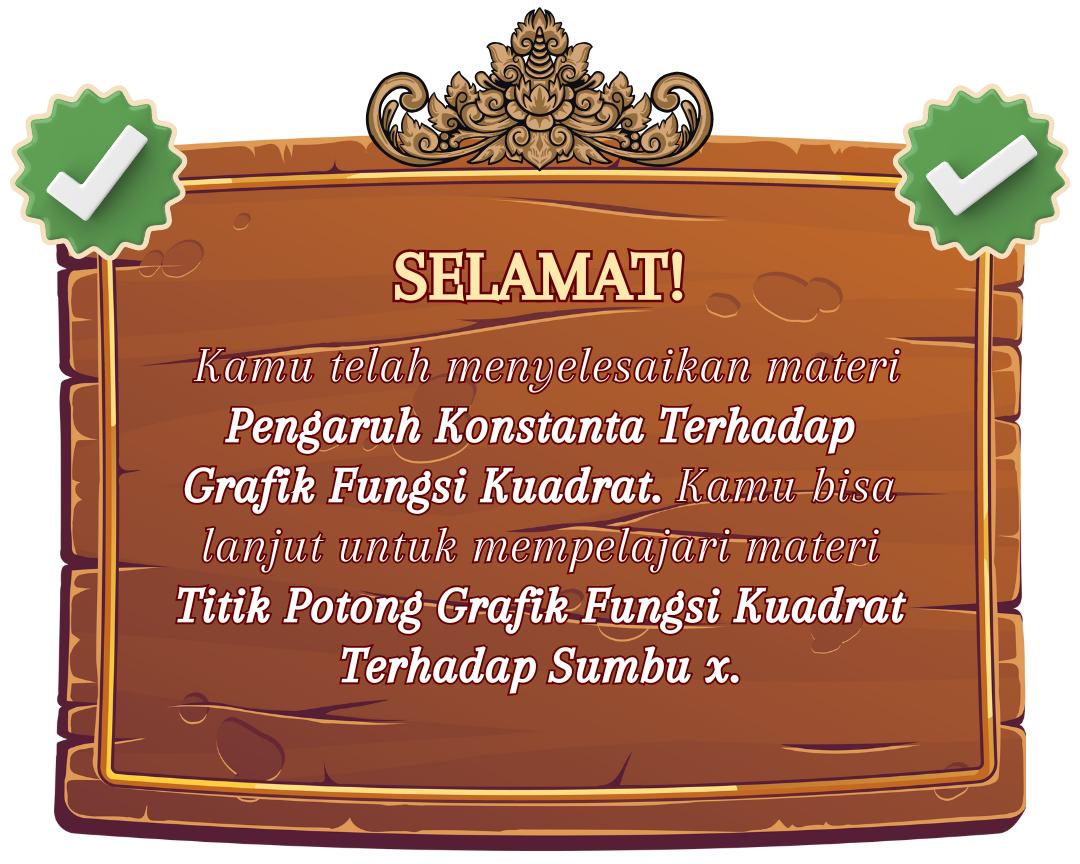 SELAMAT!
Kamu telah menyelesaikan materi
Pengaruh Konstanta Terhadap
Grafik Fungsi Kuadrat. Kamu bisa
lanjut untuk mempelajari materi
Titik Potong Grafik Fungsi Kuadrat
Terhadap Sumbu x.